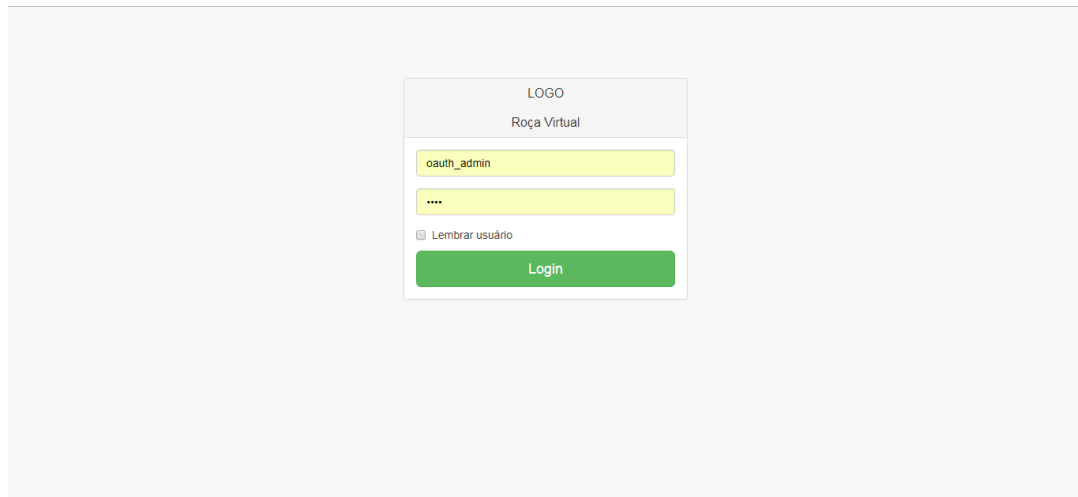 LOGO
Roça Virtual
oauth_admin
••••
Lembrar usuário
Login